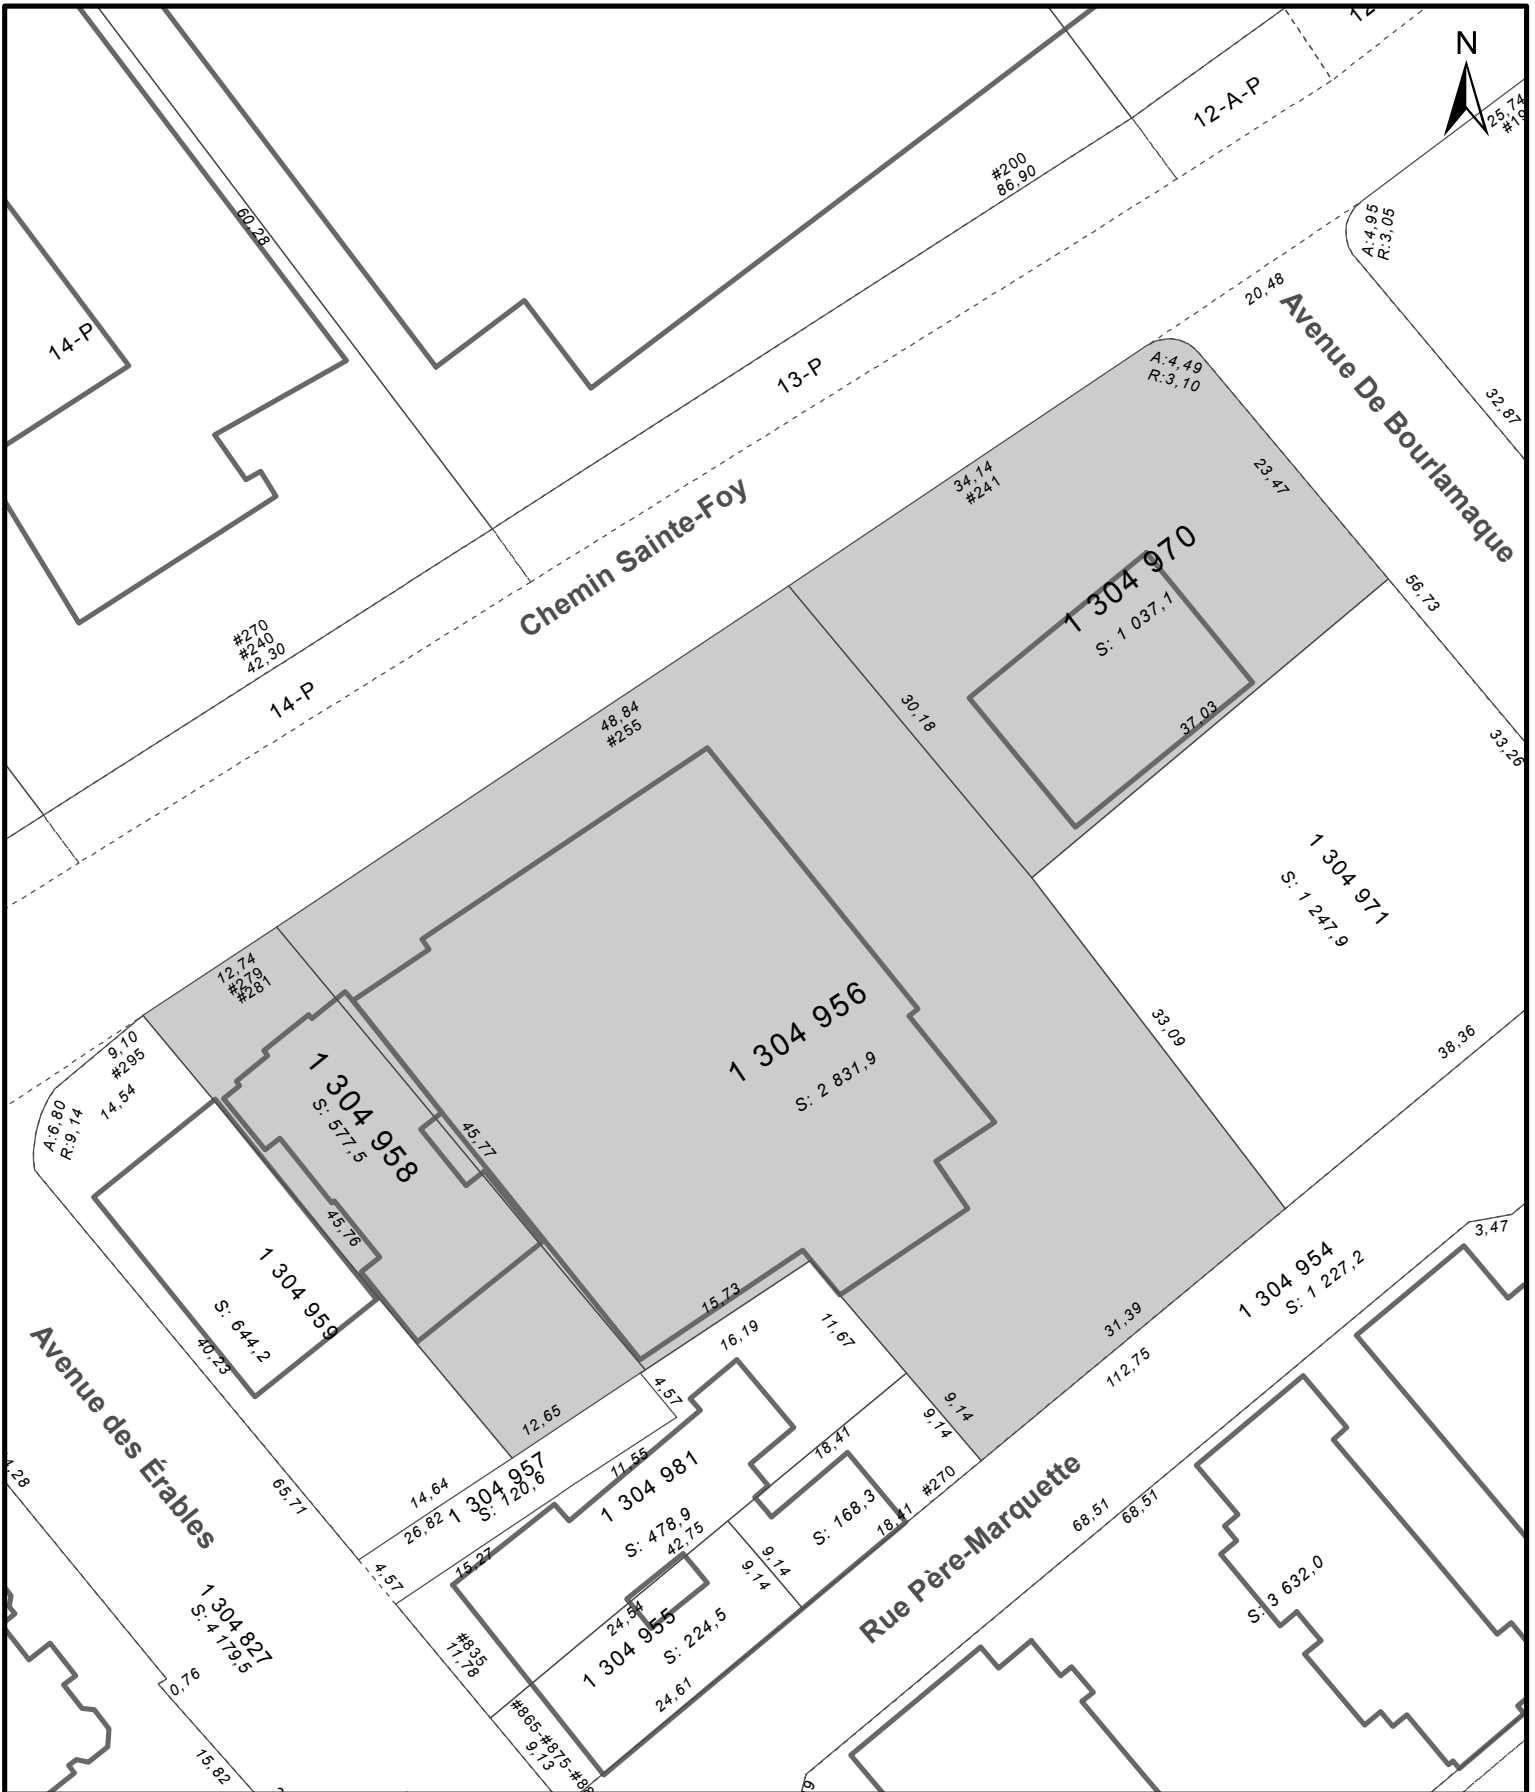 N
12-A-P
25,74
#200
86,90
A:4,95
R:3,05
60,28
20,48
Avenue De Bourlamaque
14-P
13-P
A:4,49
R:3,10
32,87
34,14
#241
23,47
Chemin Sainte-Foy
1 304 970
S: 1 037,1
56,73
#270
#240
42,30
14-P
48,84
#255
30,18
37,03
33,26
1 304 971
S: 1 247,9
12,74
#279
#281
1 304 956
S: 2 831,9
33,09
38,36
9,10
#295
14,54
A:6,80
R:9,14
1 304 958
S: 577,5
45,77
45,76
3,47
1 304 959
S: 644,2
40,23
1 304 954
S: 1 227,2
15,73
16,19
11,67
31,39
112,75
Avenue des Érables
4,57
12,65
9,14
9,14
18,41
11,55
1 304 981
S: 478,9
42,75
14,64
26,82
1 304 957
S: 120,6
65,71
#270
18,41
S: 168,3
Rue Père-Marquette
68,51
68,51
15,27
4,57
9,14
9,14
S: 3 632,0
1 304 827
S: 4 179,5
24,54
1 304 955
S: 224,5
#835
11,78
24,61
0,76
#865-#875-#88
9,13
15,82